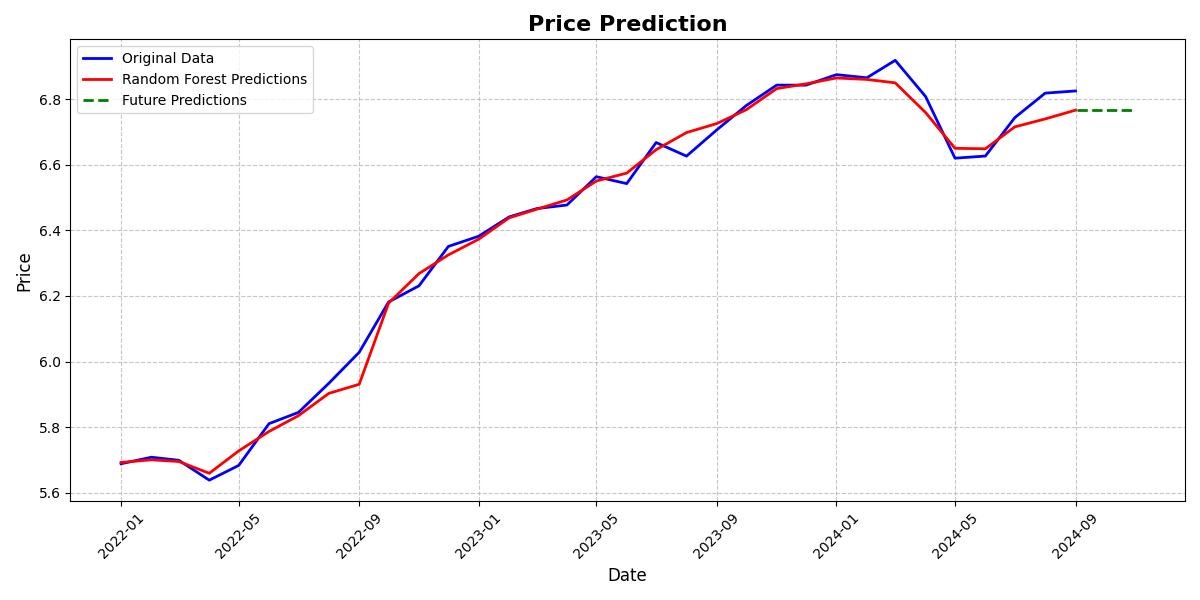 Price Prediction
Original Data
Random Forest Predictions
Future Predictions
Price
6.8
6.6
6.4
6.2
6.0
5.8
5.6
2022-01
2022-05
2022-09
2023-01
2023-05
2023-09
2024-01
2024-05
2024-09
Date